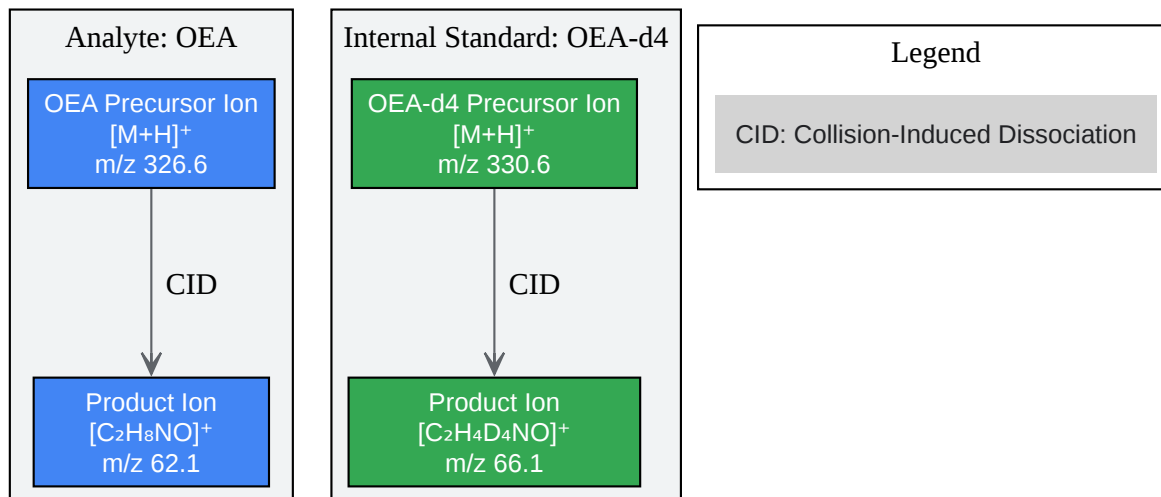 Analyte: OEA
OEA Precursor Ion
[M+H]⁺
m/z 326.6
CID
Product Ion
[C₂H₈NO]⁺
m/z 62.1
Internal Standard: OEA-d4
OEA-d4 Precursor Ion
[M+H]⁺
m/z 330.6
CID
Product Ion
[C₂H₄D₄NO]⁺
m/z 66.1
Legend
CID: Collision-Induced Dissociation